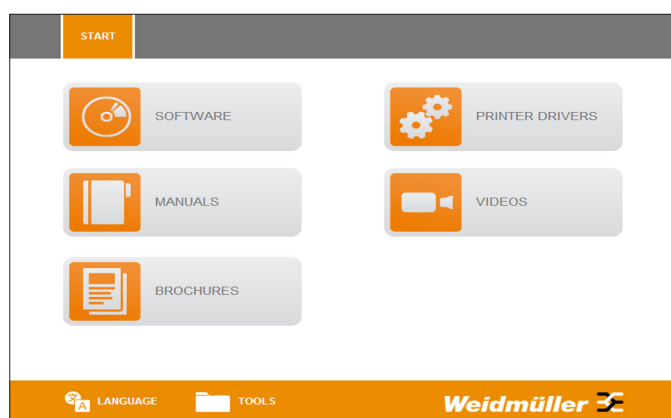 START
SOFTWARE
PRINTER DRIVERS
MANUALS
VIDEOS
BROCHURES
LANGUAGE
TOOLS
Weidmüller